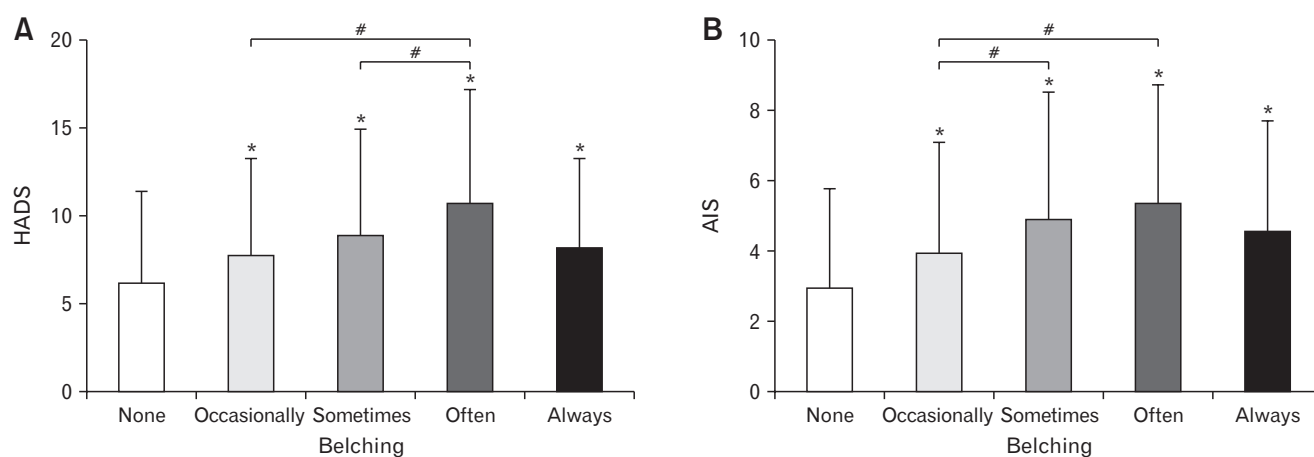 A
HADS
20
15
10
5
0
#
#
*
*
*
*
None Occasionally Sometimes Often Always
Belching
B
AIS
10
8
6
4
2
0
#
#
*
*
*
*
None Occasionally Sometimes Often Always
Belching